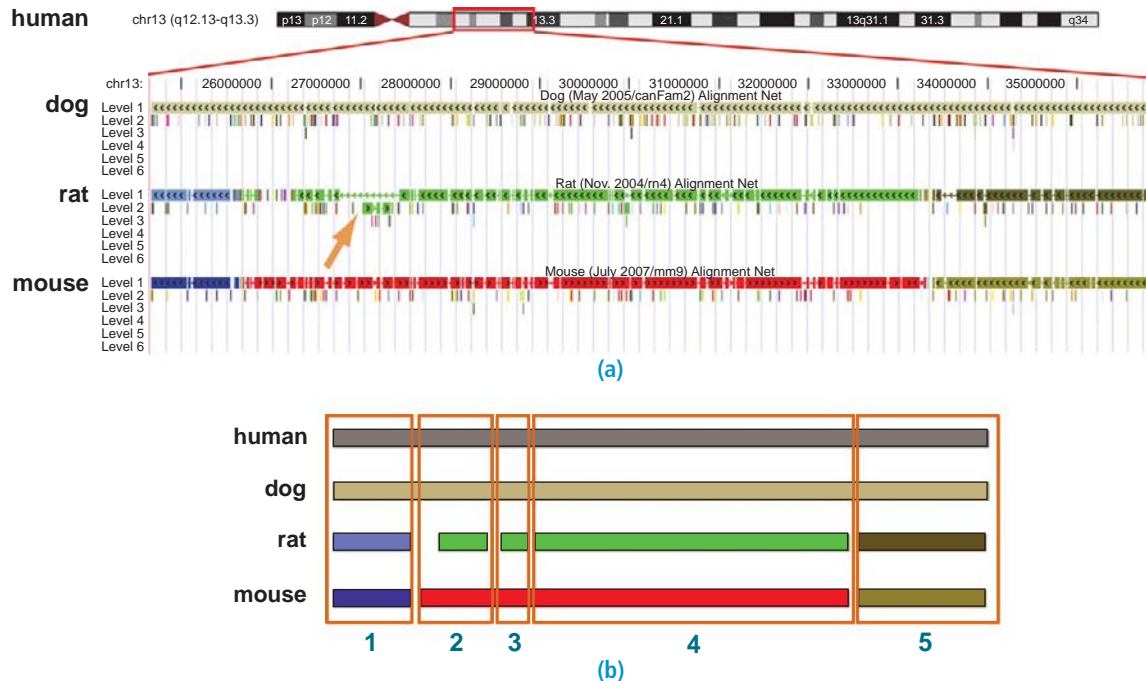 human chr13 (q12.13-q13.3) p13 p12 11.2 13.3 21.1 13q31.1 31.3 q34
chr13: 26000000 27000000 28000000 29000000 30000000 31000000 32000000 33000000 34000000 35000000
Dog (May 2005/canFam2) Alignment Net
dog
Level 1
Level 2
Level 3
Level 4
Level 5
Level 6
Rat (Nov. 2004/rn4) Alignment Net
rat
Level 1
Level 2
Level 3
Level 4
Level 5
Level 6
Mouse (July 2007/mm9) Alignment Net
mouse
Level 1
Level 2
Level 3
Level 4
Level 5
Level 6
(a)
human
dog
rat
mouse
1 2 3 4 5
(b)